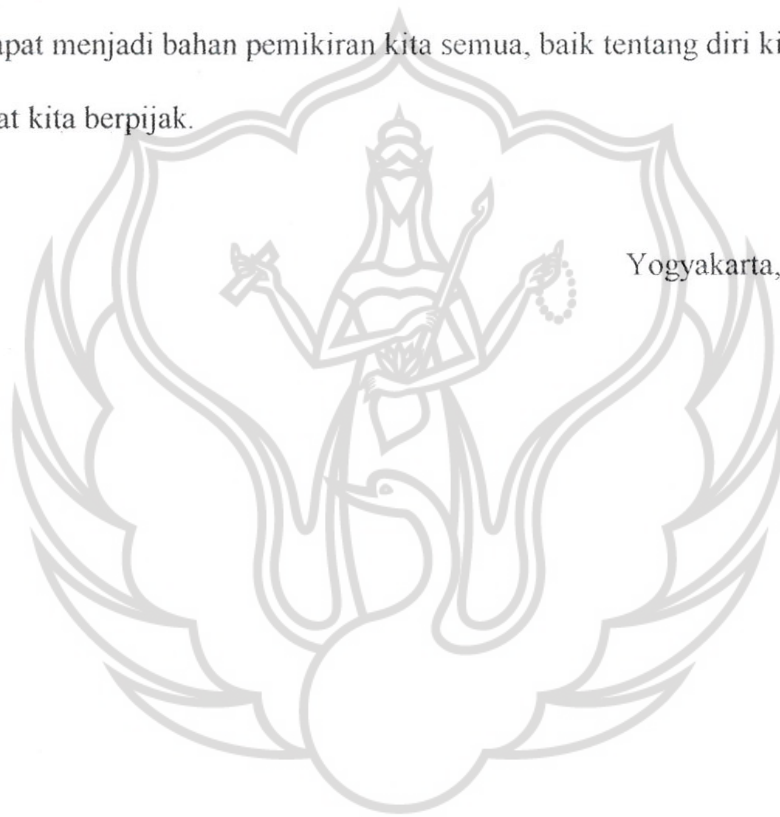 apat menjadi bahan pemikiran kita semua, baik tentang diri ki
at kita berpijak.
Yogyakarta,